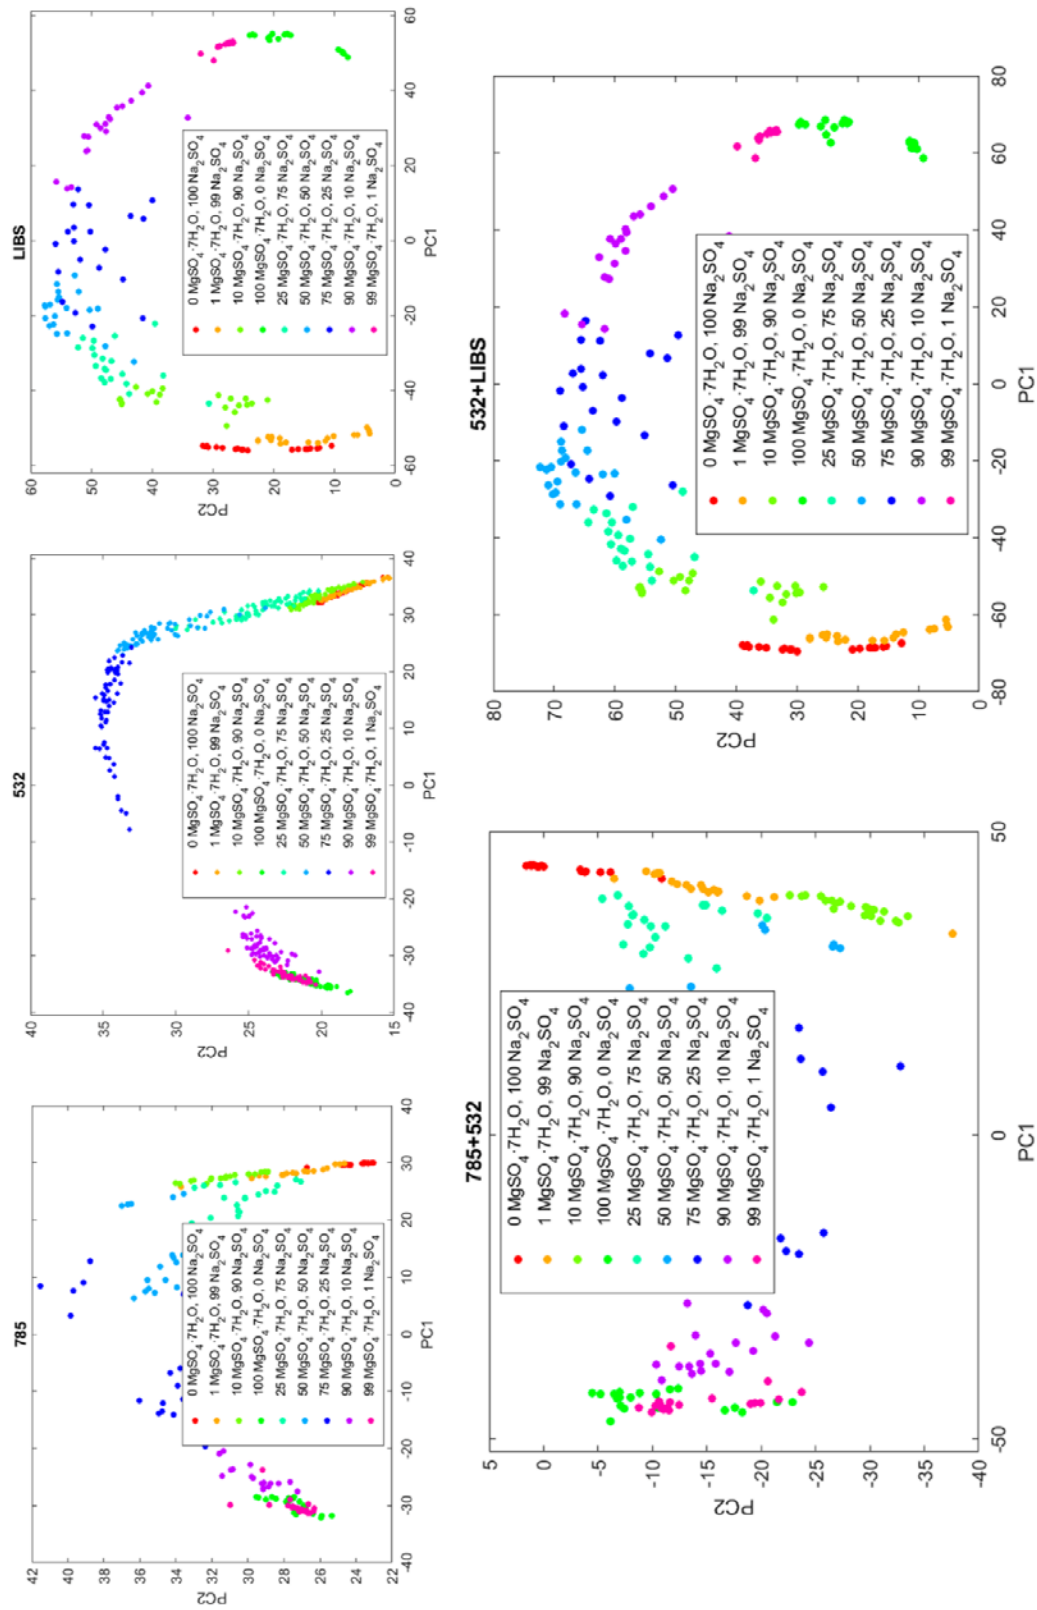 785
42
40
38
36
34
32
30
28
26
24
22
PC2
0 MgSO₄·7H₂O, 100 Na₂SO₄
1 MgSO₄·7H₂O, 99 Na₂SO₄
10 MgSO₄·7H₂O, 90 Na₂SO₄
100 MgSO₄·7H₂O, 0 Na₂SO₄
25 MgSO₄·7H₂O, 75 Na₂SO₄
50 MgSO₄·7H₂O, 50 Na₂SO₄
75 MgSO₄·7H₂O, 25 Na₂SO₄
90 MgSO₄·7H₂O, 10 Na₂SO₄
99 MgSO₄·7H₂O, 1 Na₂SO₄
-40 -30 -20 -10 0 10 20 30 40
PC1
532
40
35
30
25
20
15
PC2
0 MgSO₄·7H₂O, 100 Na₂SO₄
1 MgSO₄·7H₂O, 99 Na₂SO₄
10 MgSO₄·7H₂O, 90 Na₂SO₄
100 MgSO₄·7H₂O, 0 Na₂SO₄
25 MgSO₄·7H₂O, 75 Na₂SO₄
50 MgSO₄·7H₂O, 50 Na₂SO₄
75 MgSO₄·7H₂O, 25 Na₂SO₄
90 MgSO₄·7H₂O, 10 Na₂SO₄
99 MgSO₄·7H₂O, 1 Na₂SO₄
-40 -30 -20 -10 0 10 20 30 40
PC1
LIBS
60
50
40
30
20
10
0
PC2
0 MgSO₄·7H₂O, 100 Na₂SO₄
1 MgSO₄·7H₂O, 99 Na₂SO₄
10 MgSO₄·7H₂O, 90 Na₂SO₄
100 MgSO₄·7H₂O, 0 Na₂SO₄
25 MgSO₄·7H₂O, 75 Na₂SO₄
50 MgSO₄·7H₂O, 50 Na₂SO₄
75 MgSO₄·7H₂O, 25 Na₂SO₄
90 MgSO₄·7H₂O, 10 Na₂SO₄
99 MgSO₄·7H₂O, 1 Na₂SO₄
-60 -40 -20 0 20 40 60
PC1
785+532
5
0
-5
-10
-15
-20
-25
-30
-35
-40
PC2
0 MgSO₄·7H₂O, 100 Na₂SO₄
1 MgSO₄·7H₂O, 99 Na₂SO₄
10 MgSO₄·7H₂O, 90 Na₂SO₄
100 MgSO₄·7H₂O, 0 Na₂SO₄
25 MgSO₄·7H₂O, 75 Na₂SO₄
50 MgSO₄·7H₂O, 50 Na₂SO₄
75 MgSO₄·7H₂O, 25 Na₂SO₄
90 MgSO₄·7H₂O, 10 Na₂SO₄
99 MgSO₄·7H₂O, 1 Na₂SO₄
-50 0 50
PC1
532+LIBS
80
70
60
50
40
30
20
10
0
PC2
0 MgSO₄·7H₂O, 100 Na₂SO₄
1 MgSO₄·7H₂O, 99 Na₂SO₄
10 MgSO₄·7H₂O, 90 Na₂SO₄
100 MgSO₄·7H₂O, 0 Na₂SO₄
25 MgSO₄·7H₂O, 75 Na₂SO₄
50 MgSO₄·7H₂O, 50 Na₂SO₄
75 MgSO₄·7H₂O, 25 Na₂SO₄
90 MgSO₄·7H₂O, 10 Na₂SO₄
99 MgSO₄·7H₂O, 1 Na₂SO₄
-80 -60 -40 -20 0 20 40 60 80
PC1